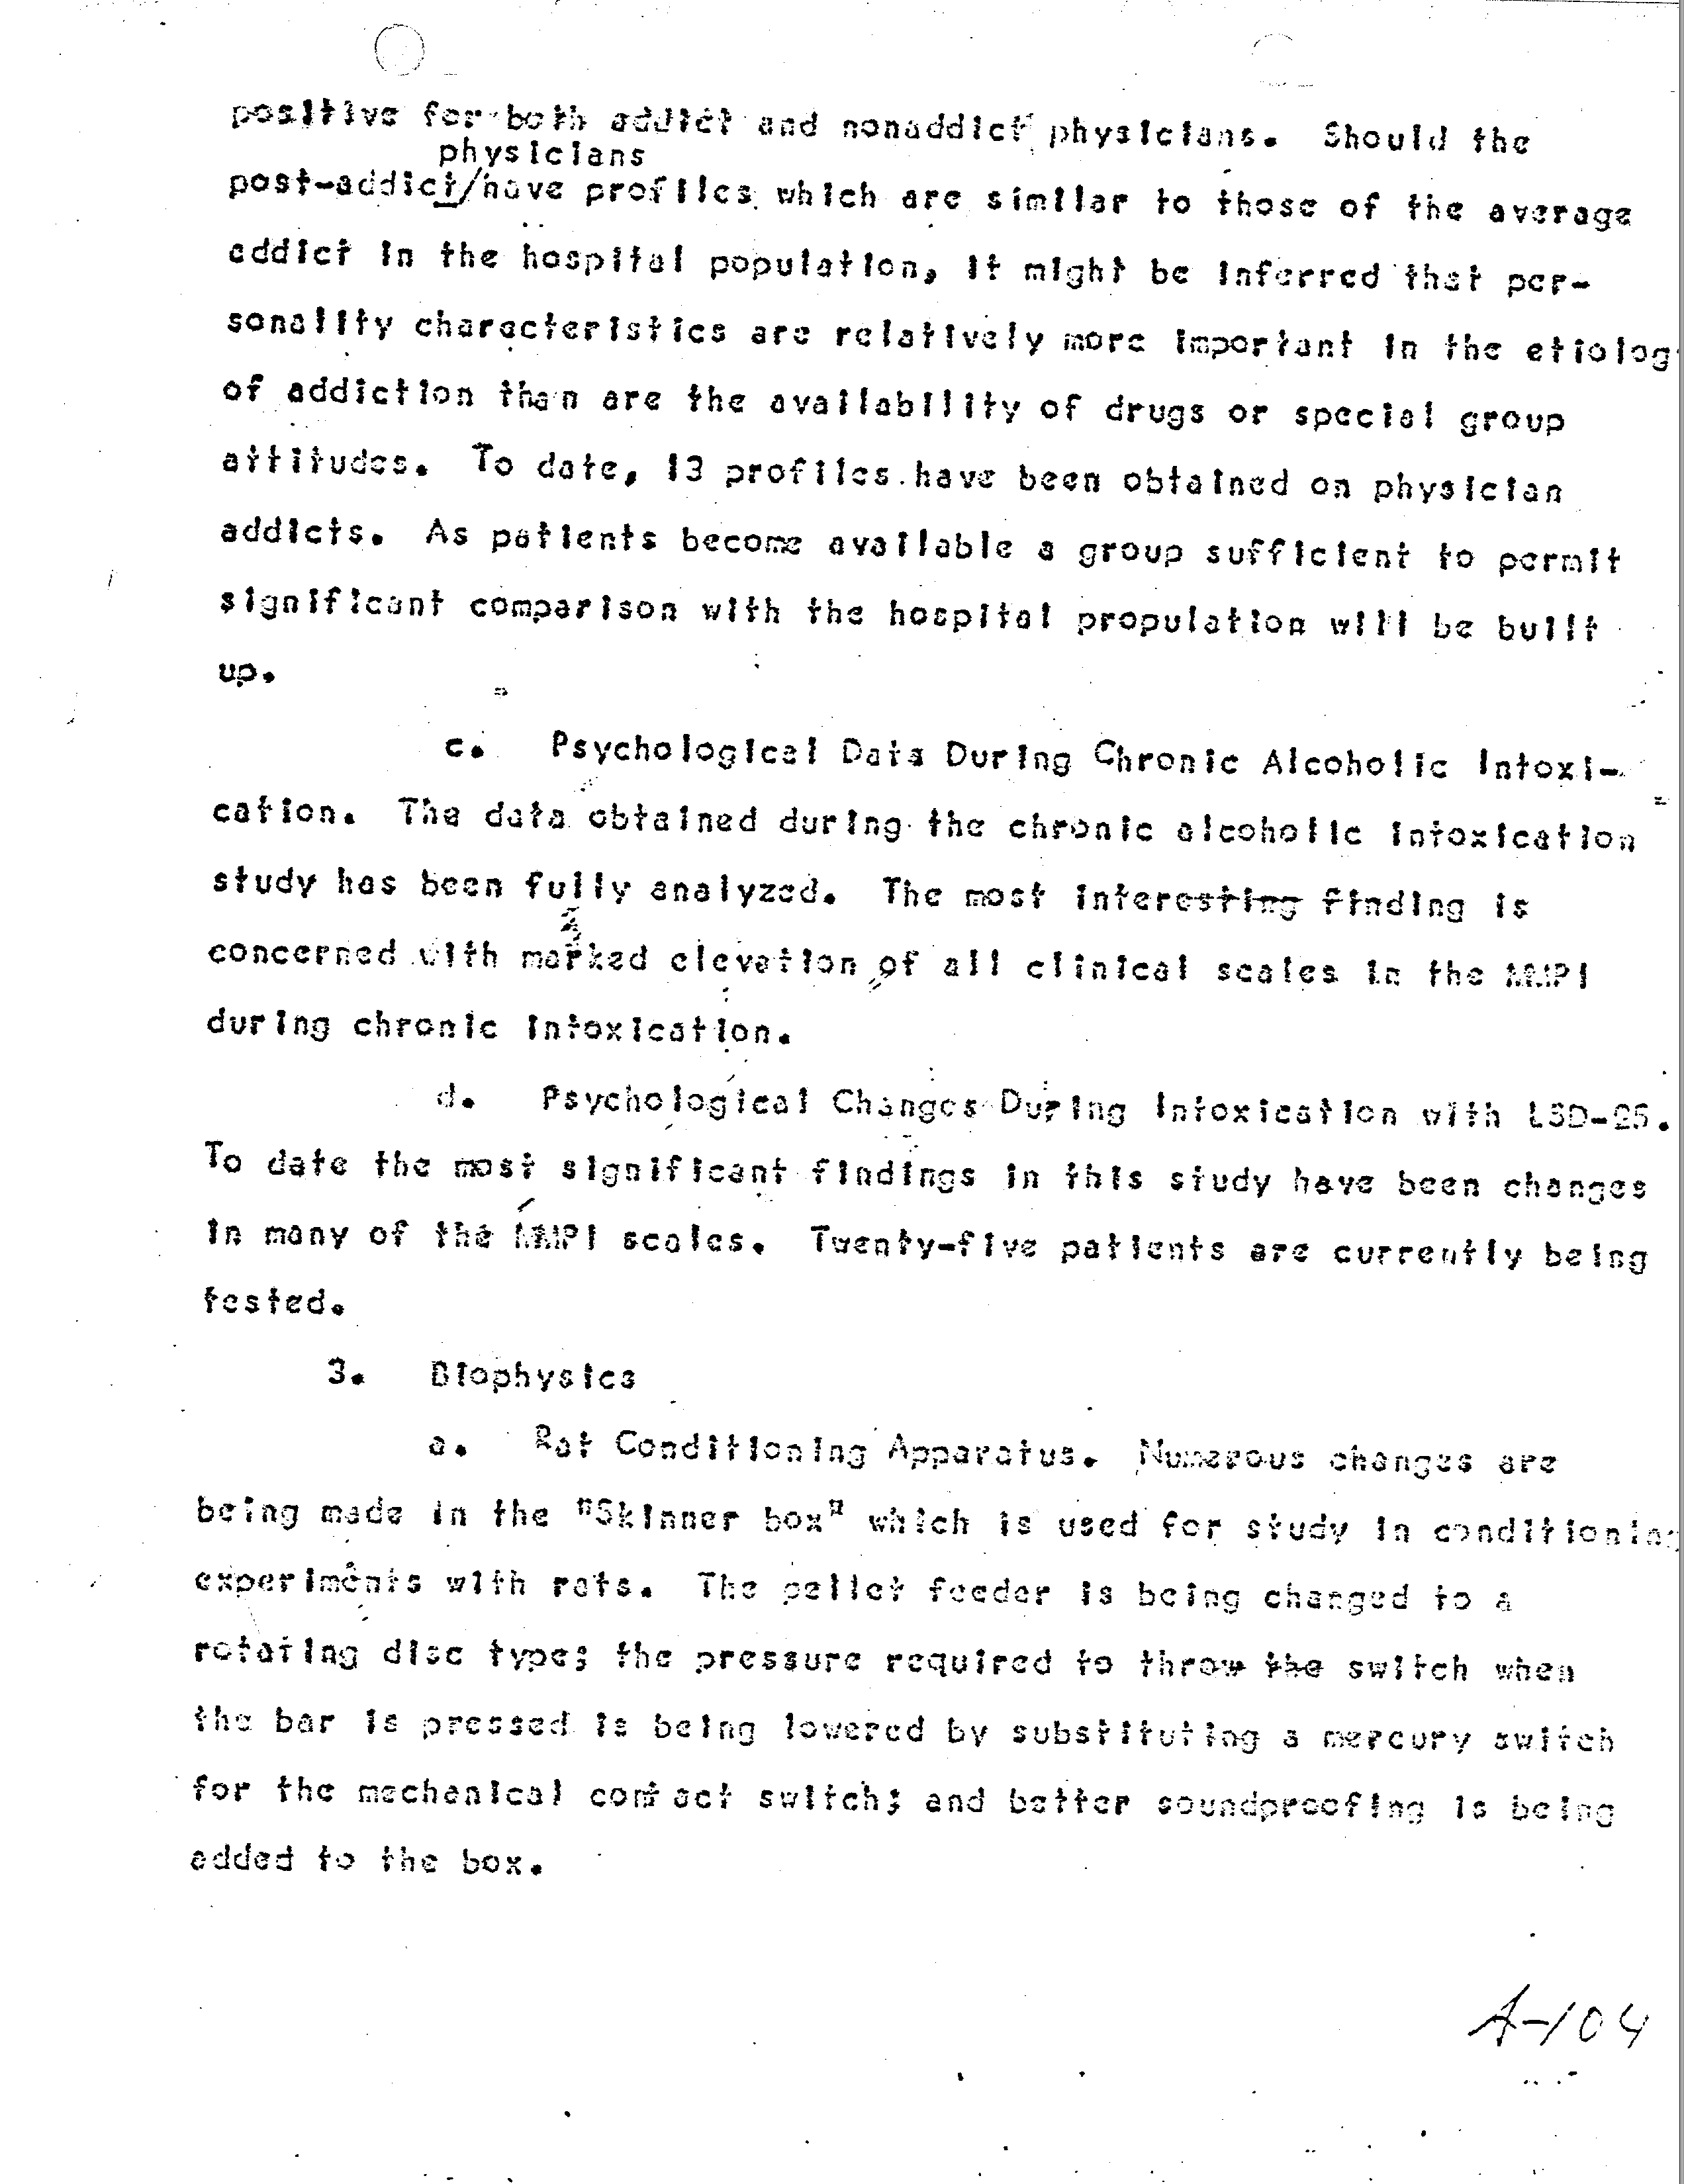 positive for both addict and nonaddict physicians. Should the
physicians
post-addict/have profiles which are similar to those of the average
addict in the hospital population, it might be inferred that per-
sonality characteristics are relatively more important in the etiolog
of addiction than are the availability of drugs or special group
attitudes. To date, 13 profiles have been obtained on physician
addicts. As patients become available a group sufficient to permit
significant comparison with the hospital propulation will be built
up.
c. Psychological Data During Chronic Alcoholic Intoxi-
cation. The data obtained during the chronic alcoholic intoxication
study has been fully analyzed. The most interesting finding is
concerned with marked elevation of all clinical scales in the MMPI
during chronic intoxication.
d. Psychological Changes During Intoxication with LSD-25.
To date the most significant findings in this study have been changes
in many of the MMPI scales. Twenty-five patients are currently being
tested.
3. Biophysics
a. Rat Conditioning Apparatus. Numerous changes are
being made in the "Skinner box" which is used for study in conditioning
experiments with rats. The pellet feeder is being changed to a
rotating disc type; the pressure required to throw the switch when
the bar is pressed is being lowered by substituting a mercury switch
for the mechanical contact switch; and better soundproofing is being
added to the box.
A-104